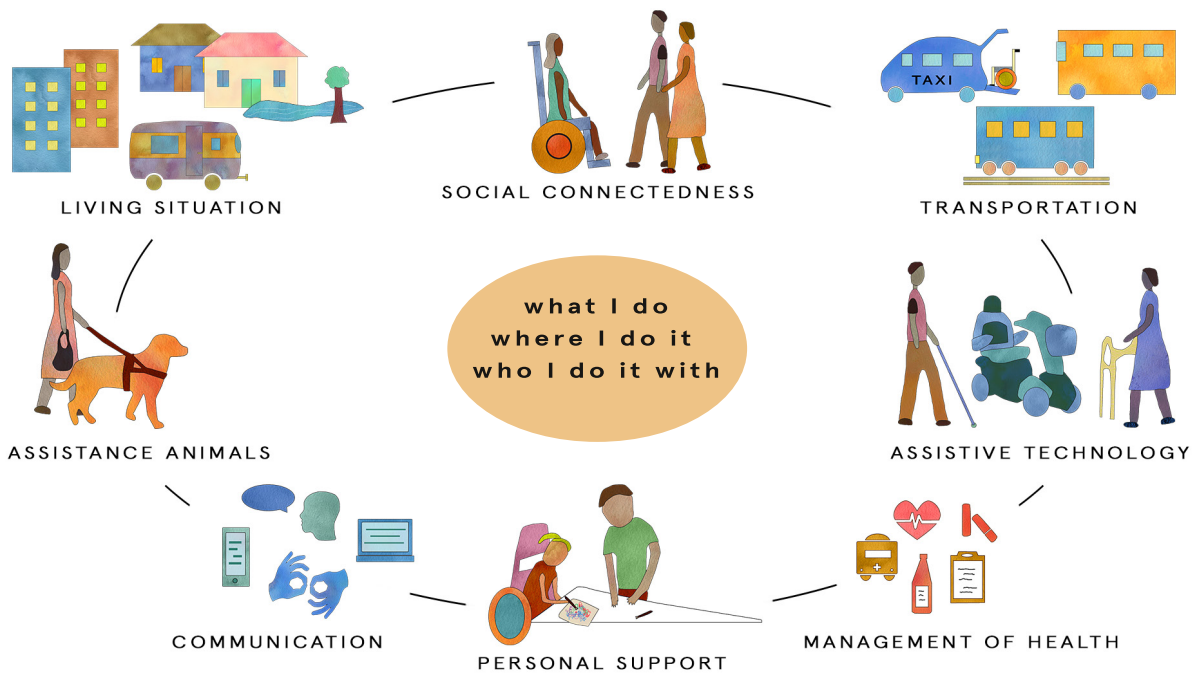 TAXI
LIVING SITUATION
SOCIAL CONNECTEDNESS
TRANSPORTATION
what I do
where I do it
who I do it with
ASSISTANCE ANIMALS
ASSISTIVE TECHNOLOGY
COMMUNICATION
PERSONAL SUPPORT
MANAGEMENT OF HEALTH